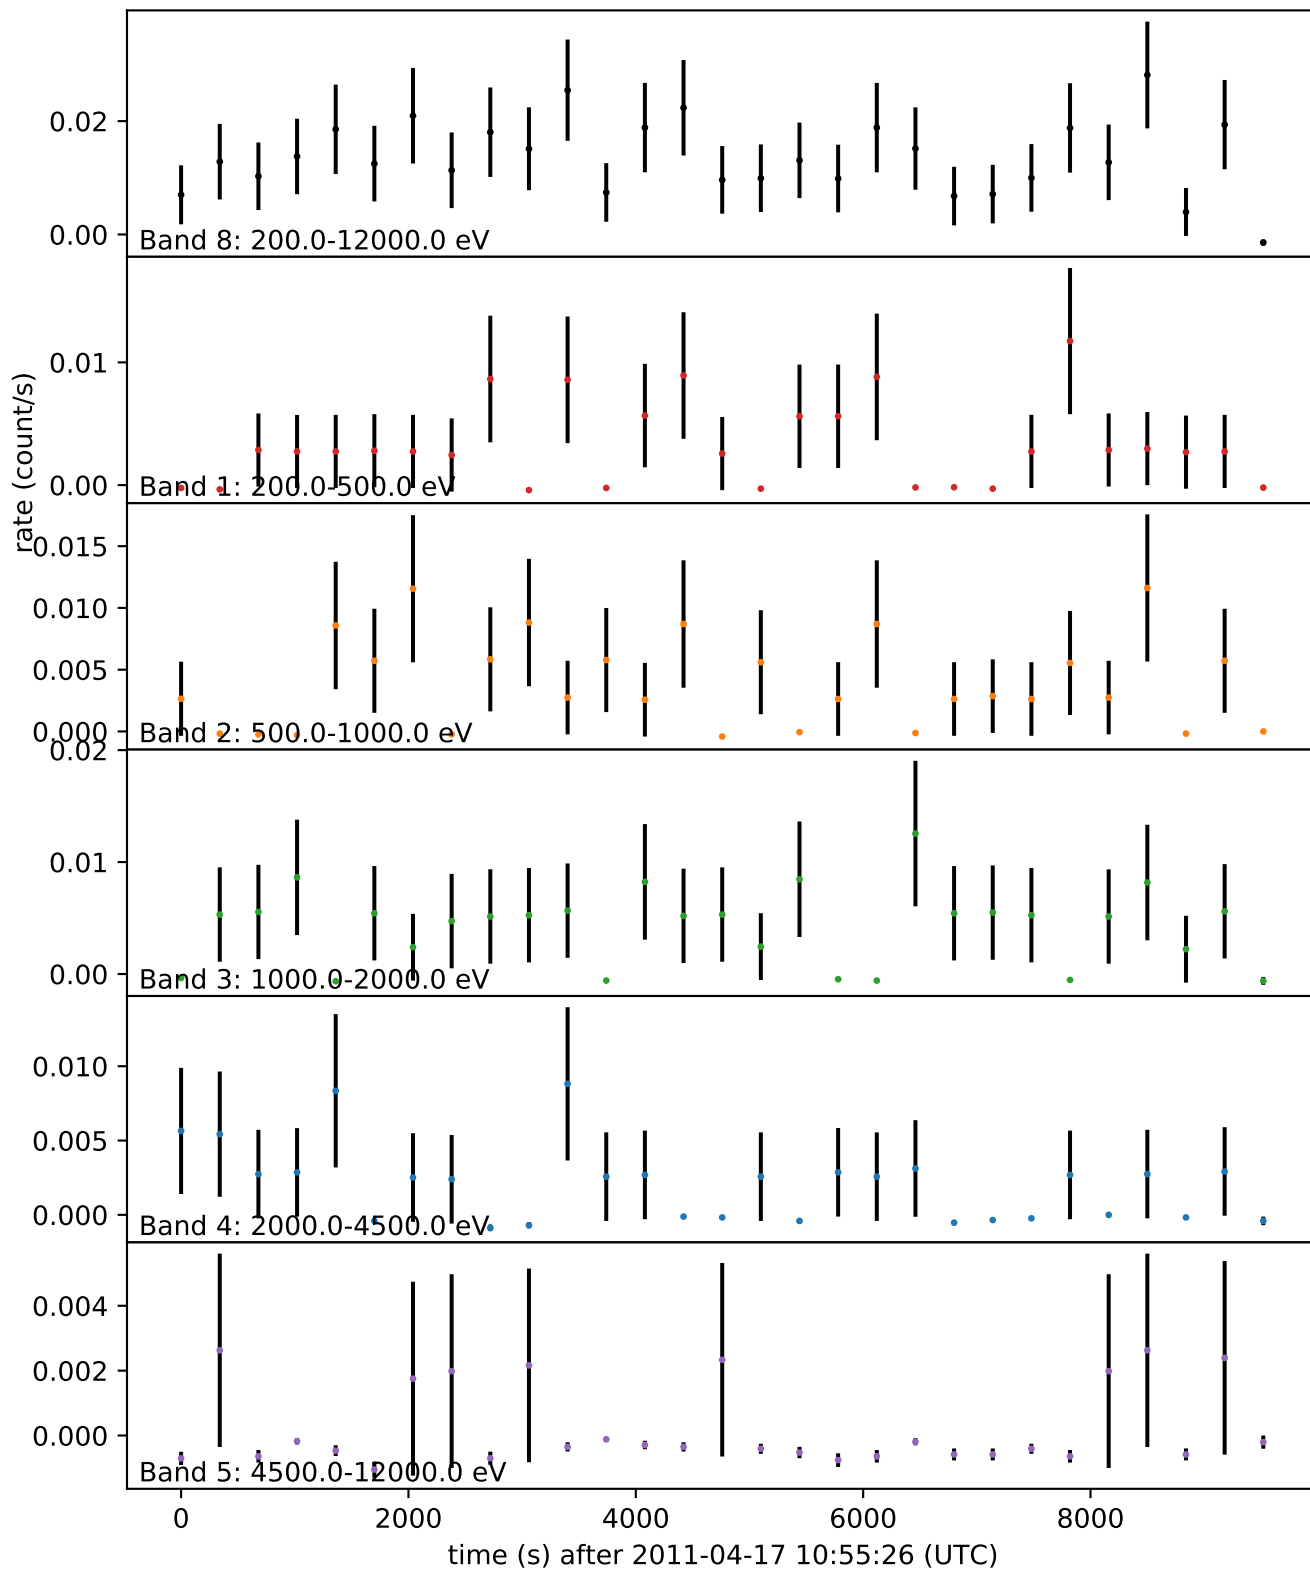 0.02
0.00
Band 8: 200.0-12000.0 eV
0.01
0.00
Band 1: 200.0-500.0 eV
rate (count/s)
0.015
0.010
0.005
0.000
Band 2: 500.0-1000.0 eV
0.02
0.01
0.00
Band 3: 1000.0-2000.0 eV
0.010
0.005
0.000
Band 4: 2000.0-4500.0 eV
0.004
0.002
0.000
Band 5: 4500.0-12000.0 eV
0 2000 4000 6000 8000
time (s) after 2011-04-17 10:55:26 (UTC)